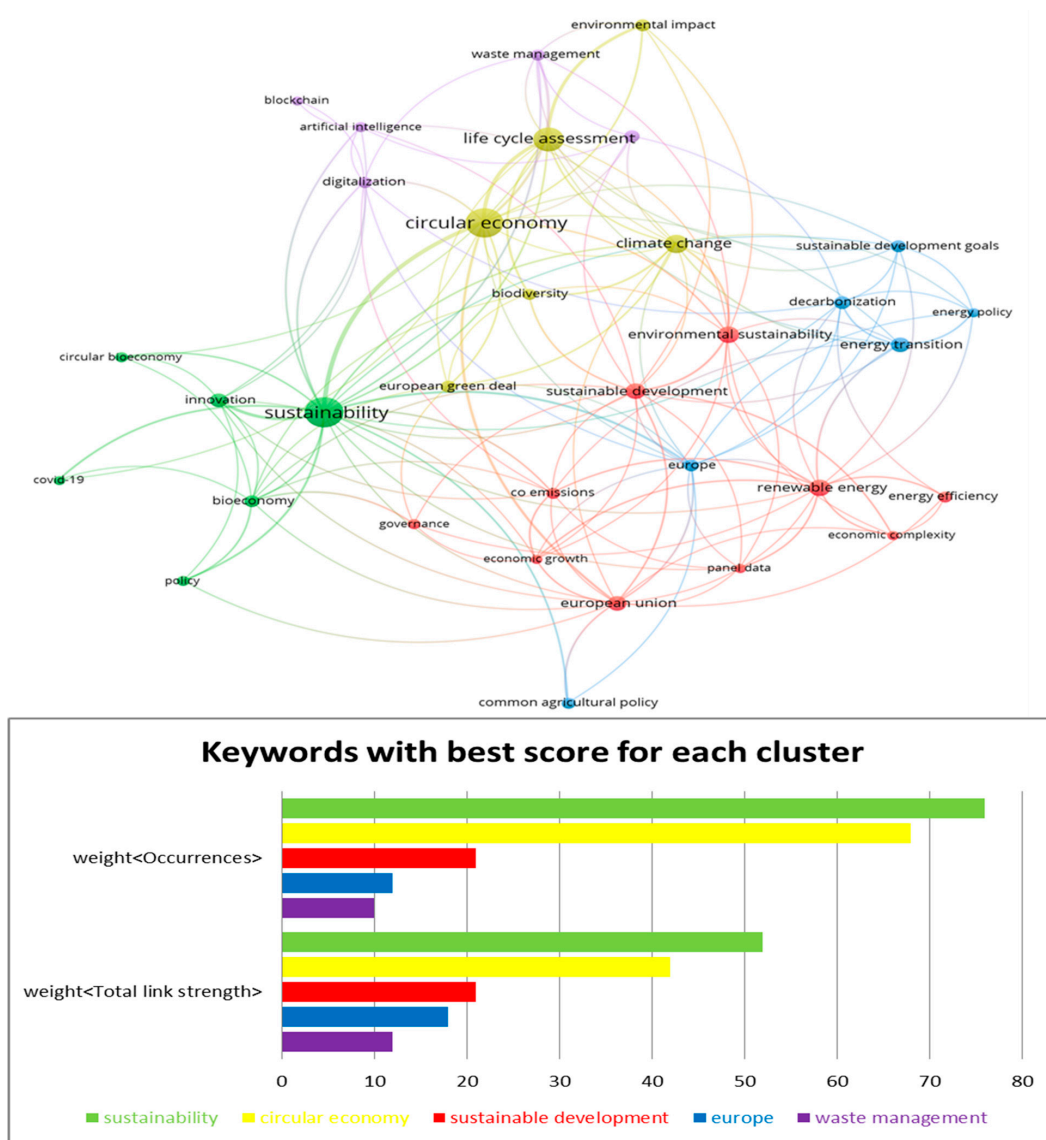 environmental impact
waste management
blockchain
artificial intelligence
life cycle assessment
digitalization
circular economy
climate change
sustainable development goals
biodiversity
decarbonization
energy policy
environmental sustainability
energy transition
circular bioeconomy
european green deal
sustainable development
innovation
sustainability
europe
covid-19
renewable energy
co emissions
energy efficiency
bioeconomy
governance
economic complexity
economic growth
panel data
policy
european union
common agricultural policy
Keywords with best score for each cluster
weight<Occurrences>
weight<Total link strength>
0 10 20 30 40 50 60 70 80
sustainability circular economy sustainable development europe waste management